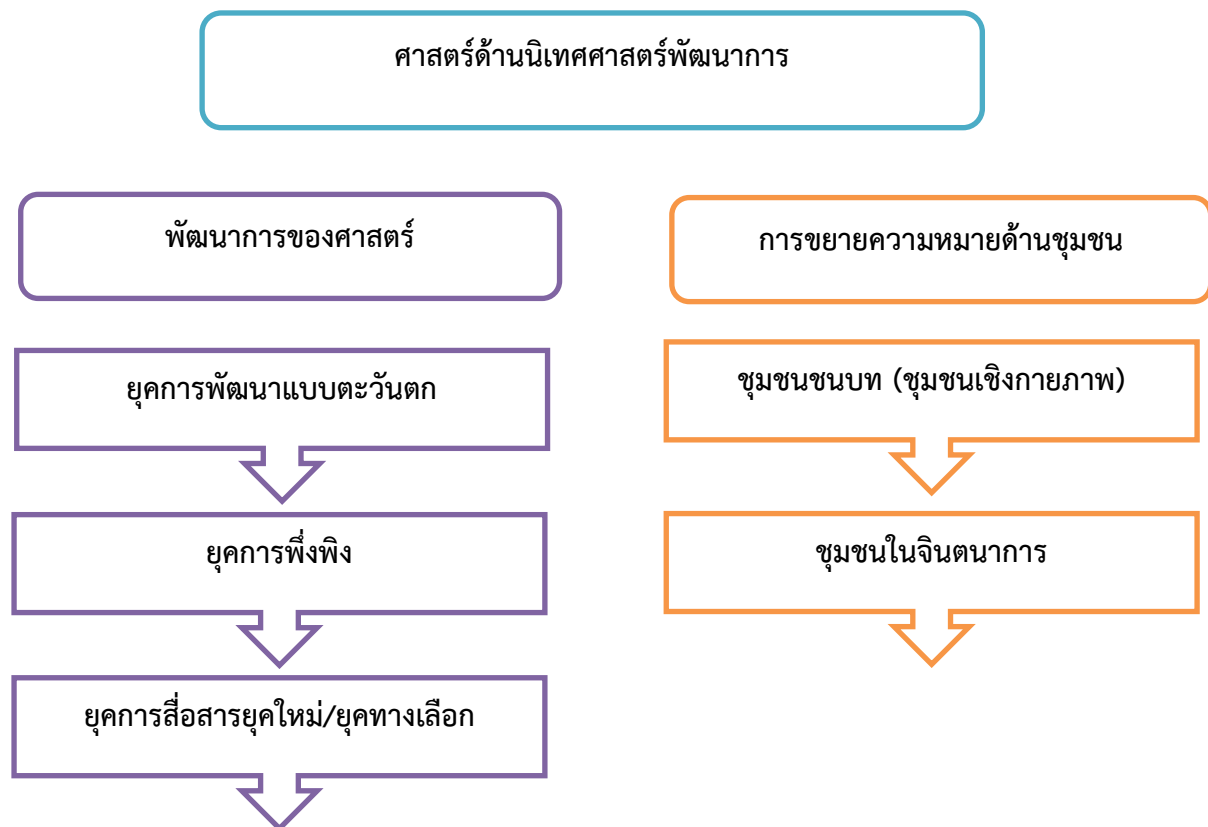 ศาสตร์ด้านนิเทศศาสตร์พัฒนาการ
พัฒนาการของศาสตร์
การขยายความหมายด้านชุมชน
ยุคการพัฒนาแบบตะวันตก
ชุมชนชนบท (ชุมชนเชิงกายภาพ)
ยุคการพึ่งพิง
ชุมชนในจินตนาการ
ยุคการสื่อสารยุคใหม่/ยุคทางเลือก